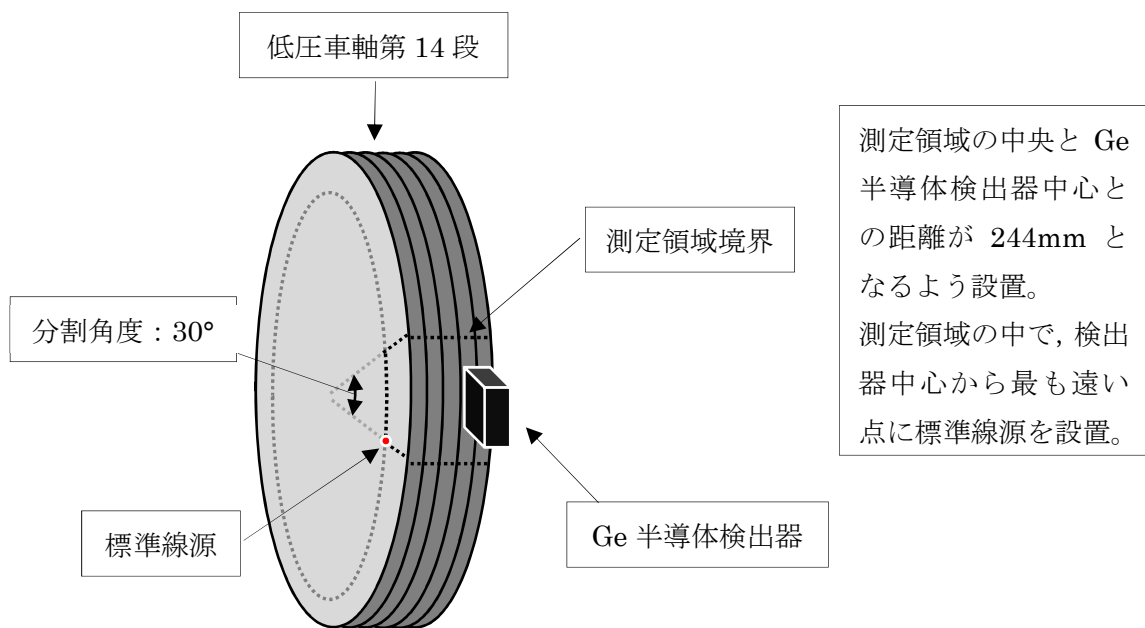 低圧車軸第 14 段
測定領域の中央と Ge
半導体検出器中心と
の距離が 244mm と
なるよう設置。
測定領域の中で, 検出
器中心から最も遠い
点に標準線源を設置。
測定領域境界
分割角度:30°
標準線源
Ge 半導体検出器